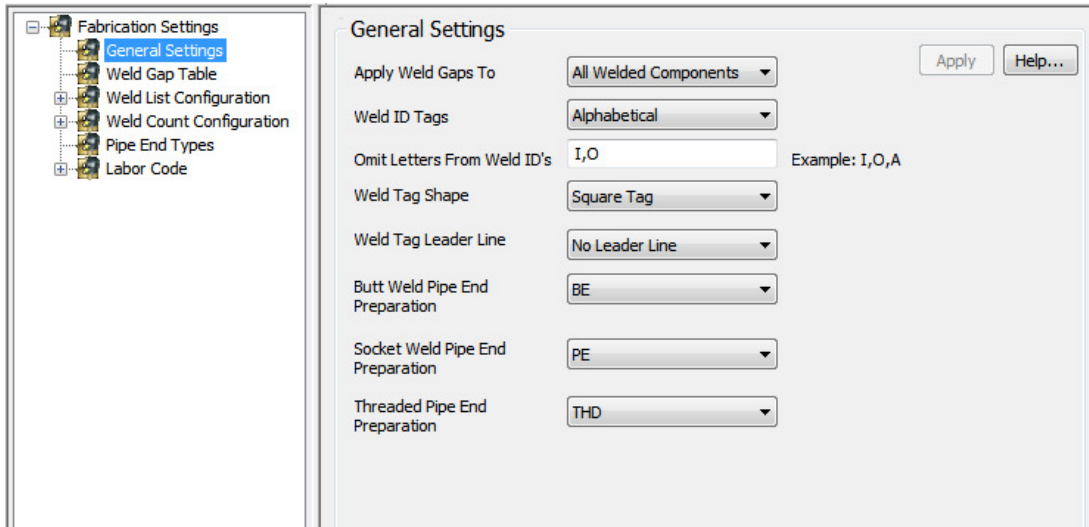 Fabrication Settings
General Settings
Weld Gap Table
Weld List Configuration
Weld Count Configuration
Pipe End Types
Labor Code
General Settings
Apply Help...
Apply Weld Gaps To All Welded Components
Weld ID Tags Alphabetical
Omit Letters From Weld ID's I,O Example: I,O,A
Weld Tag Shape Square Tag
Weld Tag Leader Line No Leader Line
Butt Weld Pipe End BE
Preparation
Socket Weld Pipe End PE
Preparation
Threaded Pipe End THD
Preparation